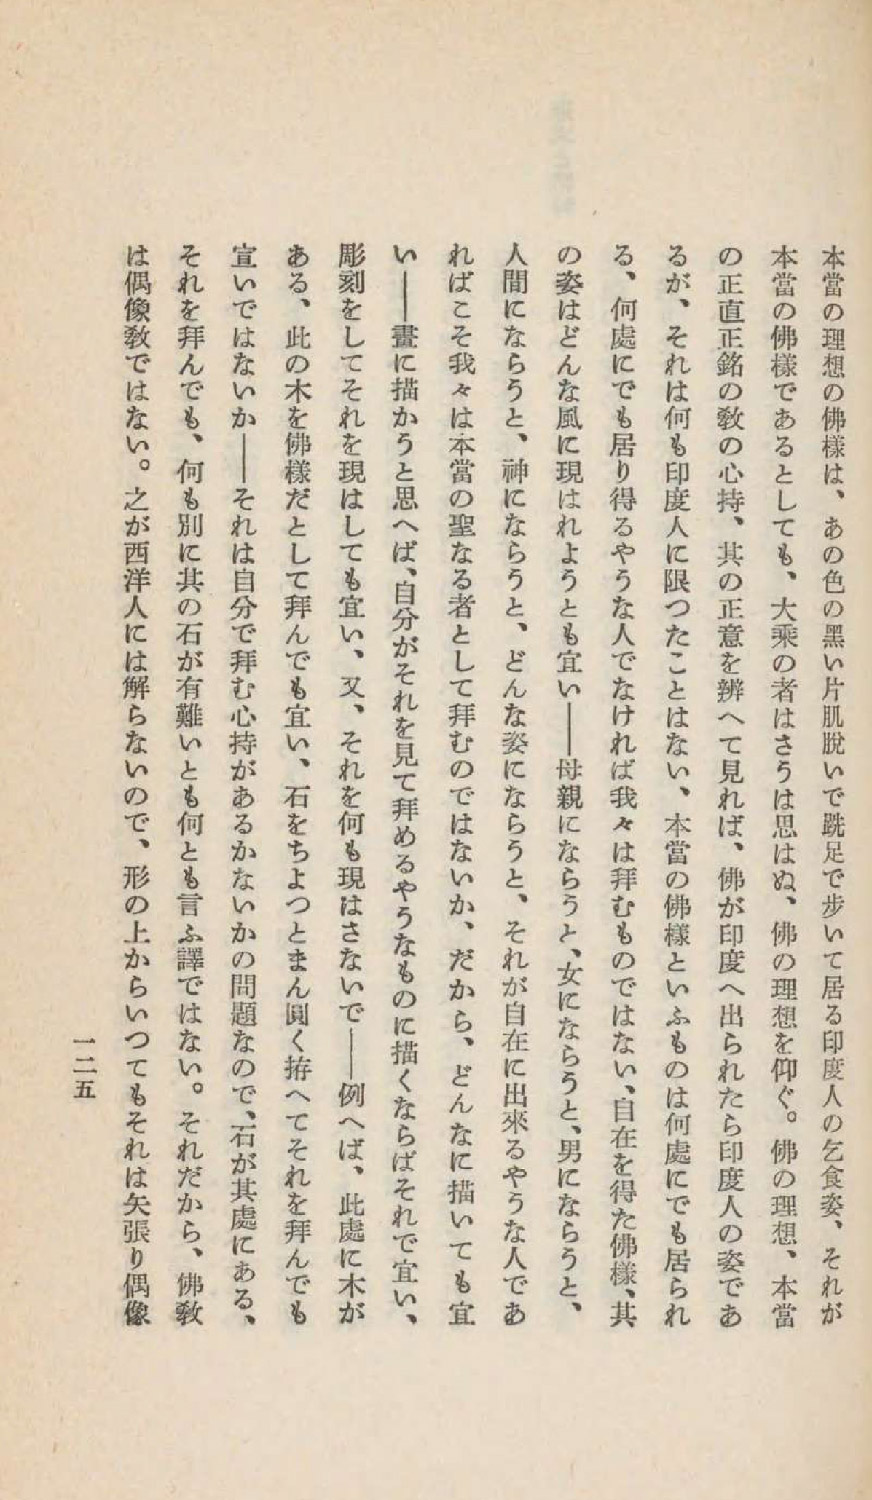 本當の理想の佛樣は、あの色の黑い片肌脫いで跣足で步いて居る印度人の乞食姿、それが
本當の佛樣であるとしても、大乘の者はさうは思はぬ、佛の理想を仰ぐ。佛の理想、本當
の正直正銘の敎の心持、其の正意を辨へて見れば、佛が印度へ出られたら印度人の姿であ
るが、それは何も印度人に限つたことはない、本當の佛樣といふものは何處にでも居られ
る、何處にでも居り得るやうな人でなければ我々は拜むものではない、自在を得た佛樣、其
の姿はどんな風に現はれようとも宜い――母親にならうと、女にならうと、男にならうと、
人間にならうと、神にならうと、どんな姿にならうと、それが自在に出來るやうな人であ
ればこそ我々は本當の聖なる者として拜むのではないか、だから、どんなに描いても宜
い――畫に描かうと思へば、自分がそれを見て拜めるやうなものに描くならばそれで宜い、
彫刻をしてそれを現はしても宜い、又、それを何も現はさないで――例へば、此處に木が
ある、此の木を佛樣だとして拜んでも宜い、石をちよつとまん圓く拵へてそれを拜んでも
宜いではないか――それは自分で拜む心持があるかないかの問題なので、石が其處にある、
それを拜んでも、何も別に其の石が有難いとも何とも言ふ譯ではない。それだから、佛敎
は偶像敎ではない。之が西洋人には解らないので、形の上からいつてもそれは矢張り偶像
一二五